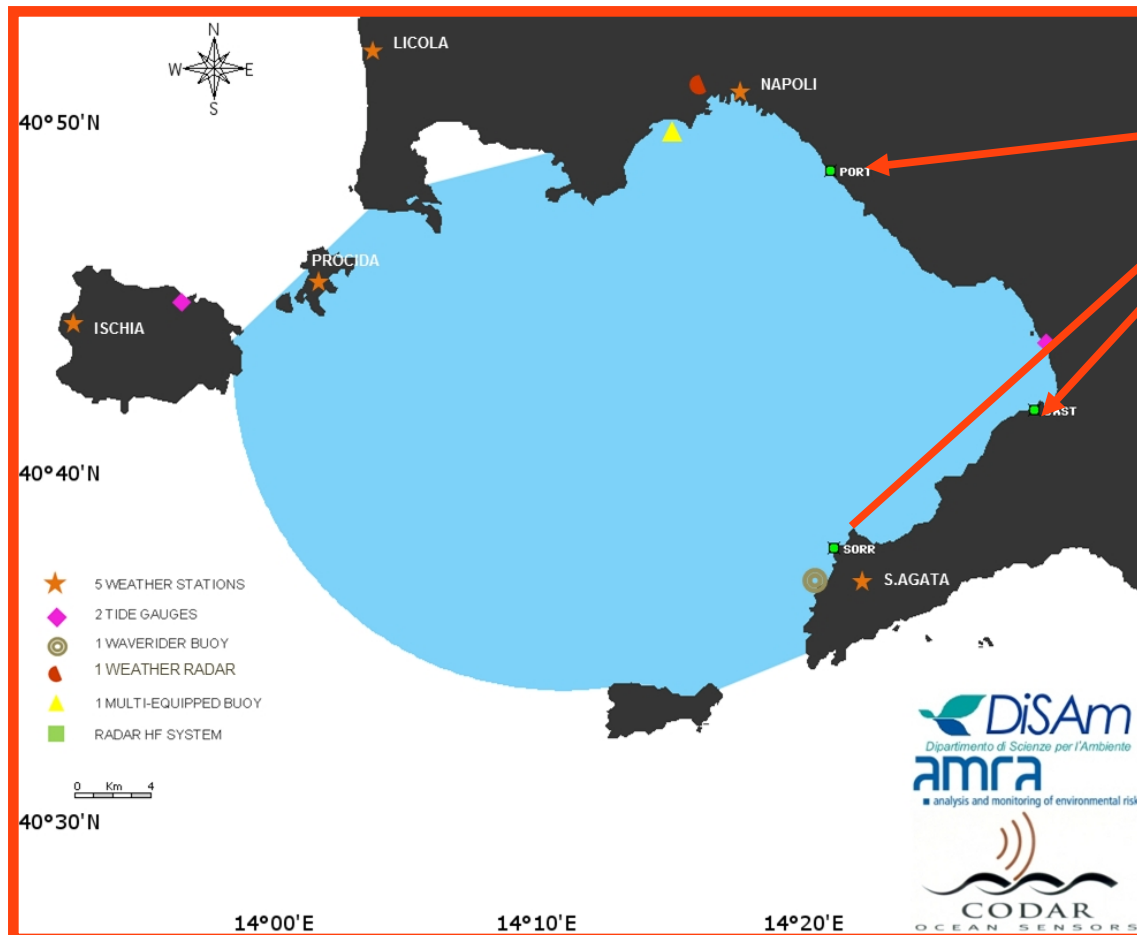 N
W E
S
LICOLA
NAPOLI
40°50'N
PORT
PROCIDA
ISCHIA
40°40'N
SORR
S.AGATA
5 WEATHER STATIONS
2 TIDE GAUGES
1 WAVERIDER BUOY
1 WEATHER RADAR
1 MULTI-EQUIPPED BUOY
RADAR HF SYSTEM
0 Km 4
40°30'N
DiSAm
Dipartimento di Scienze per l'Ambiente
amra
analysis and monitoring of environmental risk
CODAR
OCEAN SENSORS
14°00'E 14°10'E 14°20'E